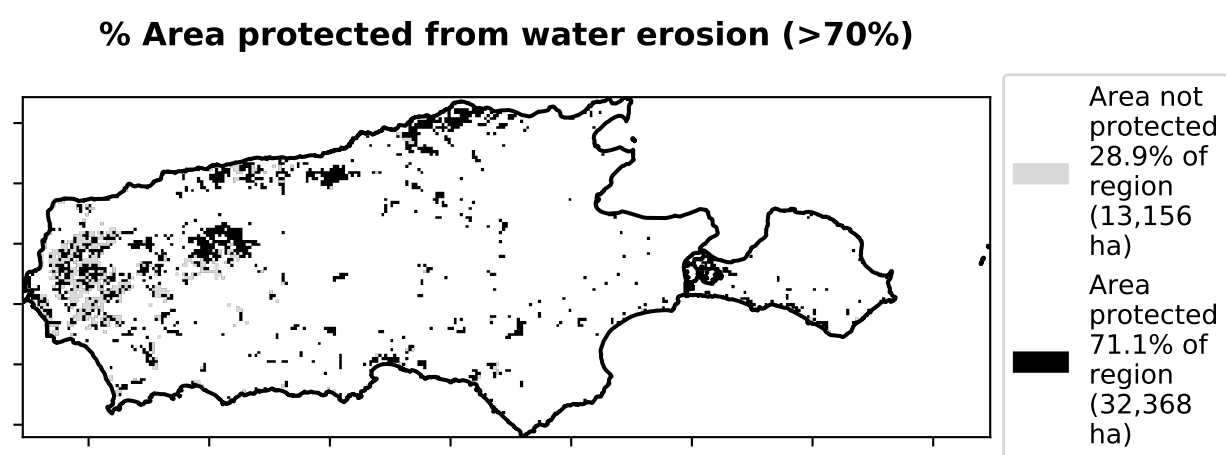 % Area protected from water erosion (>70%)
Area not
protected
28.9% of
region
(13,156
ha)
Area
protected
71.1% of
region
(32,368
ha)